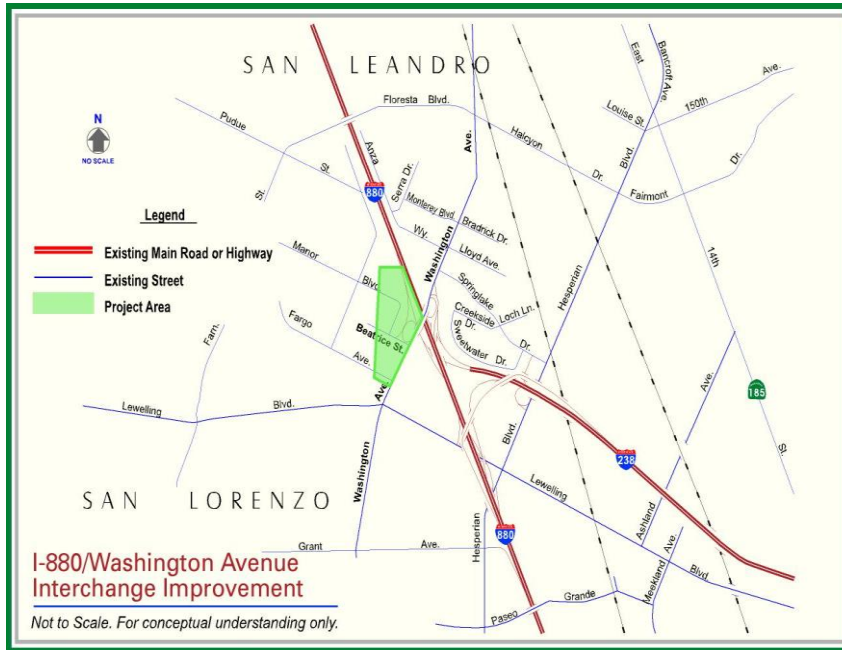 SAN LEANDRO
N
NO SCALE
Legend
Existing Main Road or Highway
Existing Street
Project Area
Pudue
St.
Floresta Blvd.
St.
Anza
880
Serra Dr.
Monterey Blvd.
Bradrick Dr.
Wy.
Lloyd Ave.
Washington
Ave.
Halcyon
Dr.
Fairmont
Dr.
Louise St.
150th
Ave.
Bancroft Ave.
East
14th
St.
185
Hesperian
Blvd.
Manor
Blvd.
Fargo
Ave.
Beatrice St.
Springlake
Dr.
Creekside
Dr.
Loch Ln.
Sweetwater
Dr.
Farn.
Lewelling
Blvd.
Washington
Ave.
238
Lewelling
Blvd.
Ashland
Ave.
Meekland
Ave.
Hesperian
Blvd.
880
Grant
Ave.
Paseo
Grande
SAN LORENZO
I-880/Washington Avenue
Interchange Improvement
Not to Scale. For conceptual understanding only.